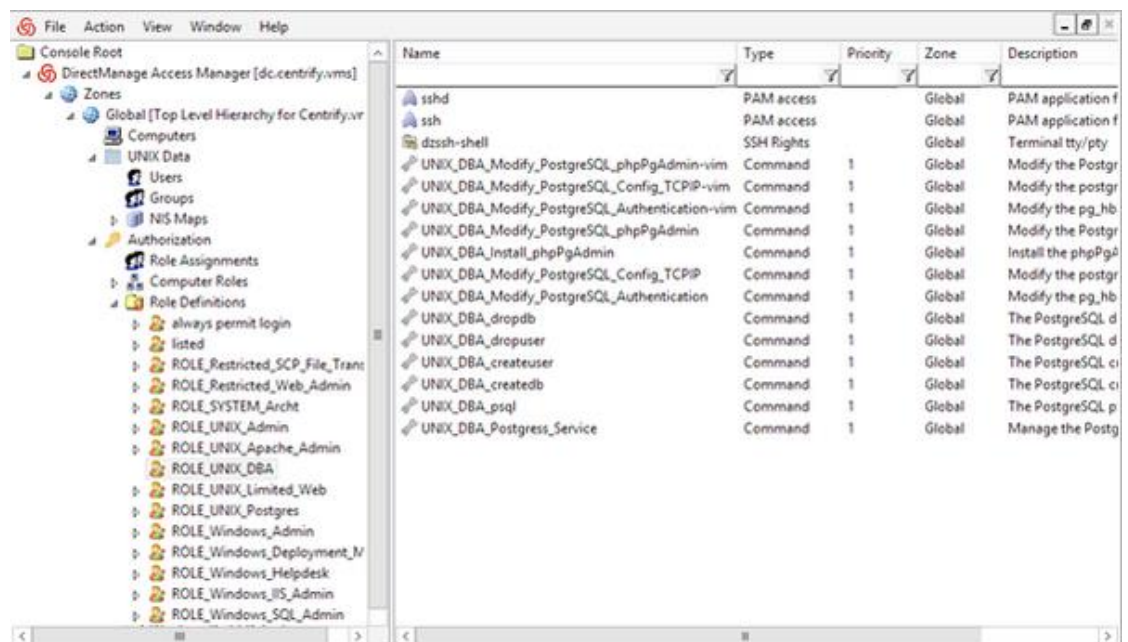 File Action View Window Help
Console Root
DirectManage Access Manager [dc.centrify.vms]
Zones
Global [Top Level Hierarchy for Centrify.vr
Computers
UNIX Data
Users
Groups
NIS Maps
Authorization
Role Assignments
Computer Roles
Role Definitions
always permit login
listed
ROLE_Restricted_SCP_File_Trans
ROLE_Restricted_Web_Admin
ROLE_SYSTEM_Archt
ROLE_UNIX_Admin
ROLE_UNIX_Apache_Admin
ROLE_UNIX_DBA
ROLE_UNIX_Limited_Web
ROLE_UNIX_Postgres
ROLE_Windows_Admin
ROLE_Windows_Deployment_M
ROLE_Windows_Helpdesk
ROLE_Windows_IIS_Admin
ROLE_Windows_SQL_Admin
Name Type Priority Zone Description
sshd PAM access Global PAM application f
ssh PAM access Global PAM application f
dzssh-shell SSH Rights Global Terminal tty/pty
UNIX_DBA_Modify_PostgreSQL_phpPgAdmin-vim Command 1 Global Modify the Postgr
UNIX_DBA_Modify_PostgreSQL_Config_TCPIP-vim Command 1 Global Modify the postgr
UNIX_DBA_Modify_PostgreSQL_Authentication-vim Command 1 Global Modify the pg_hb
UNIX_DBA_Modify_PostgreSQL_phpPgAdmin Command 1 Global Modify the Postgr
UNIX_DBA_Install_phpPgAdmin Command 1 Global Install the phpPgA
UNIX_DBA_Modify_PostgreSQL_Config_TCPIP Command 1 Global Modify the postgr
UNIX_DBA_Modify_PostgreSQL_Authentication Command 1 Global Modify the pg_hb
UNIX_DBA_dropdb Command 1 Global The PostgreSQL d
UNIX_DBA_dropuser Command 1 Global The PostgreSQL d
UNIX_DBA_createuser Command 1 Global The PostgreSQL cr
UNIX_DBA_createdb Command 1 Global The PostgreSQL cr
UNIX_DBA_psql Command 1 Global The PostgreSQL p
UNIX_DBA_Postgress_Service Command 1 Global Manage the Postg